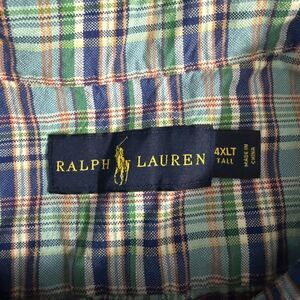 RALPH LAUREN
4XLT
TALL
MADE IN
CHINA